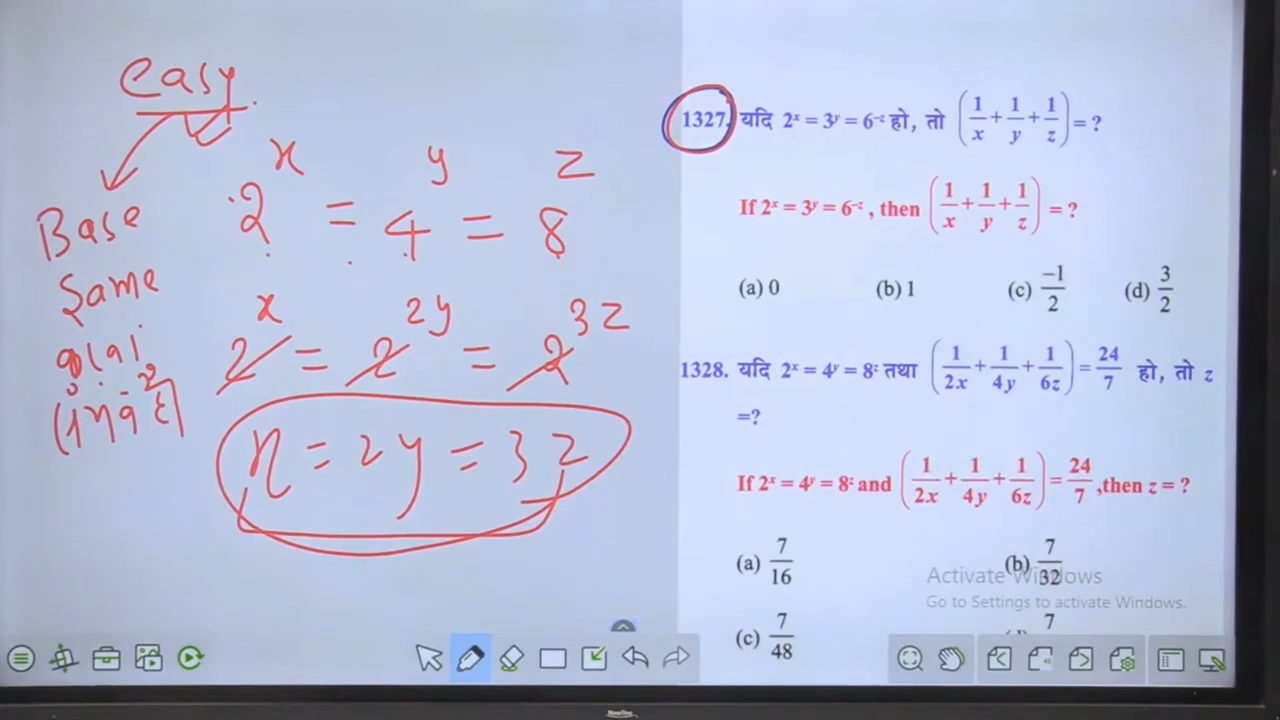 easy
2^x = 4^y = 8^z
Base
Same
2^x = 2^2y = 2^3z
x = 2y = 3z
1327. यदि 2ˣ = 3ʸ = 6⁻ᶻ हो, तो (1/x + 1/y + 1/z) = ?
If 2ˣ = 3ʸ = 6⁻ᶻ, then (1/x + 1/y + 1/z) = ?
(a) 0 (b) 1 (c) -1/2 (d) 3/2
1328. यदि 2ˣ = 4ʸ = 8ᶻ तथा (1/2x + 1/4y + 1/6z) = 24/7 हो, तो z
=?
If 2ˣ = 4ʸ = 8ᶻ and (1/2x + 1/4y + 1/6z) = 24/7, then z = ?
(a) 7/16 (b) 7/32
Activate Windows
Go to Settings to activate Windows.
(c) 7/48 7